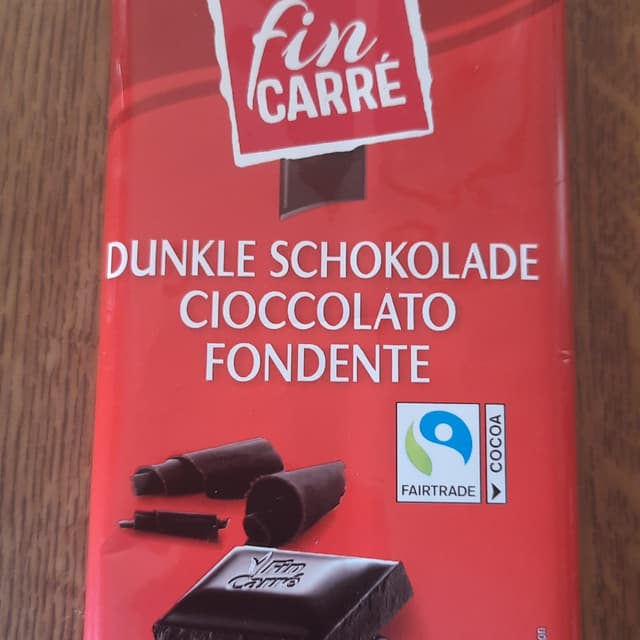 fin
CARRÉ
DUNKLE SCHOKOLADE
CIOCCOLATO
FONDENTE
FAIRTRADE
COCOA
Fin
Carré